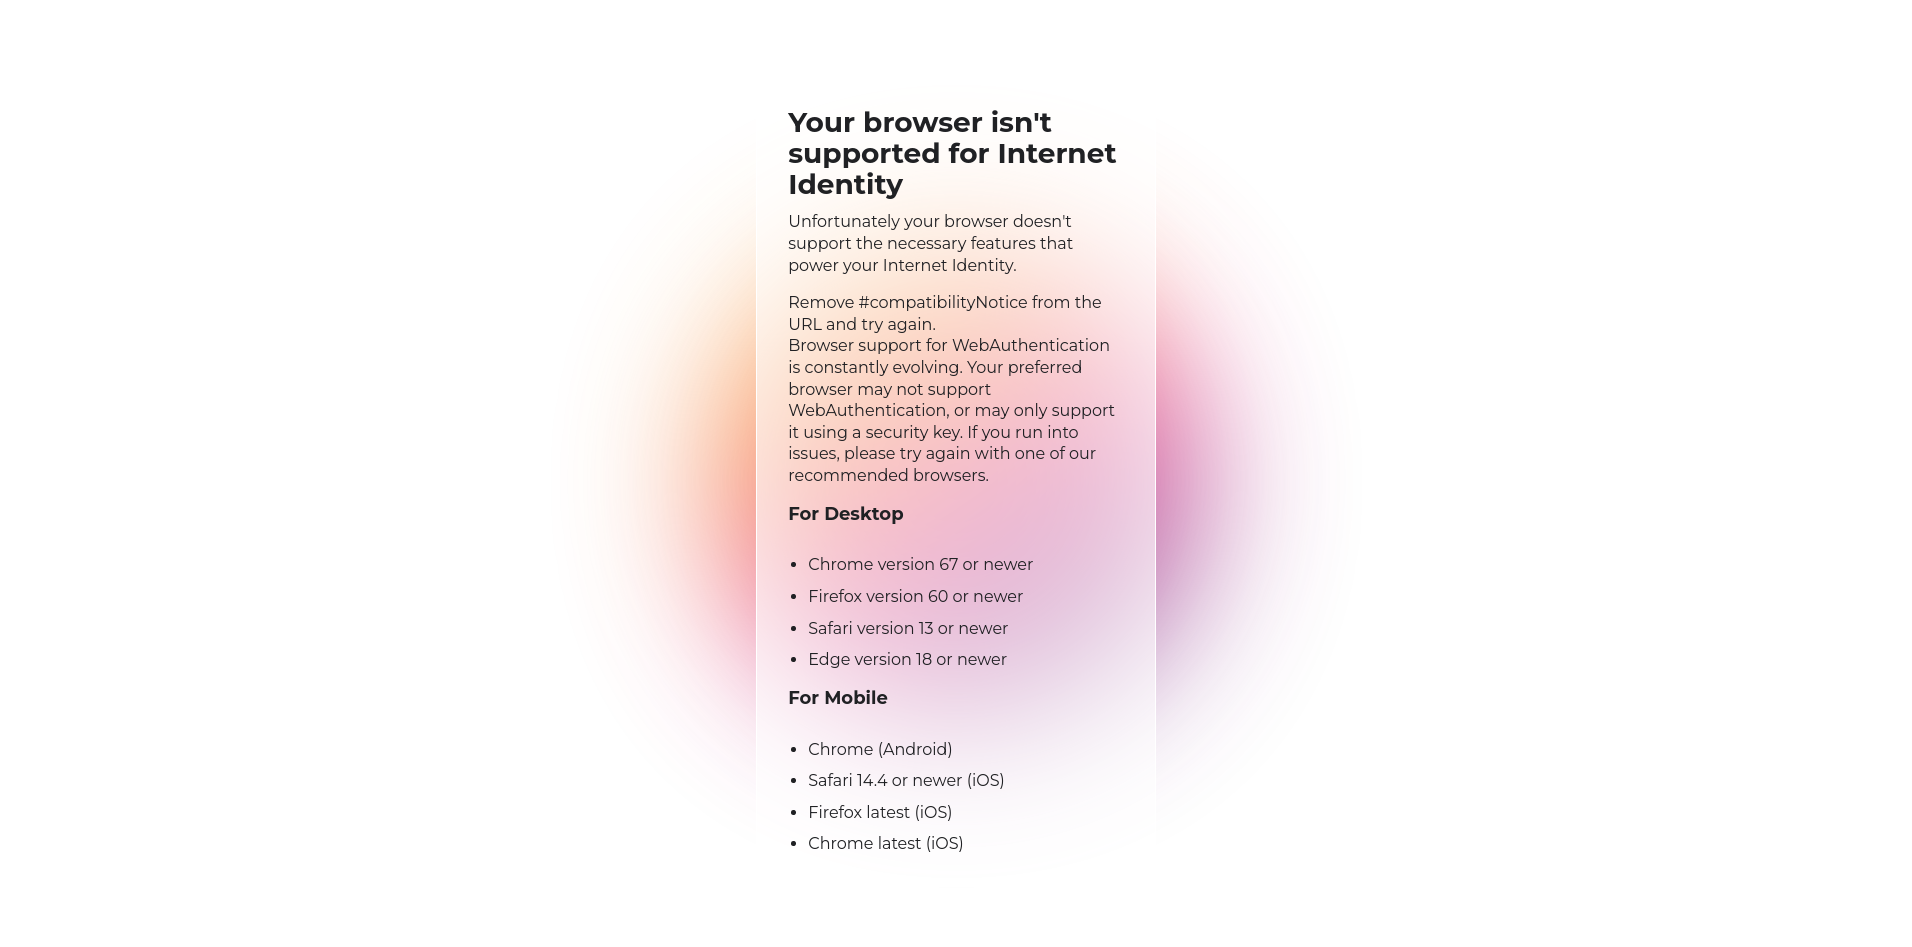 Your browser isn't
supported for Internet
Identity
Unfortunately your browser doesn't
support the necessary features that
power your Internet Identity.
Remove #compatibilityNotice from the
URL and try again.
Browser support for WebAuthentication
is constantly evolving. Your preferred
browser may not support
WebAuthentication, or may only support
it using a security key. If you run into
issues, please try again with one of our
recommended browsers.
For Desktop
• Chrome version 67 or newer
• Firefox version 60 or newer
• Safari version 13 or newer
• Edge version 18 or newer
For Mobile
• Chrome (Android)
• Safari 14.4 or newer (iOS)
• Firefox latest (iOS)
• Chrome latest (iOS)